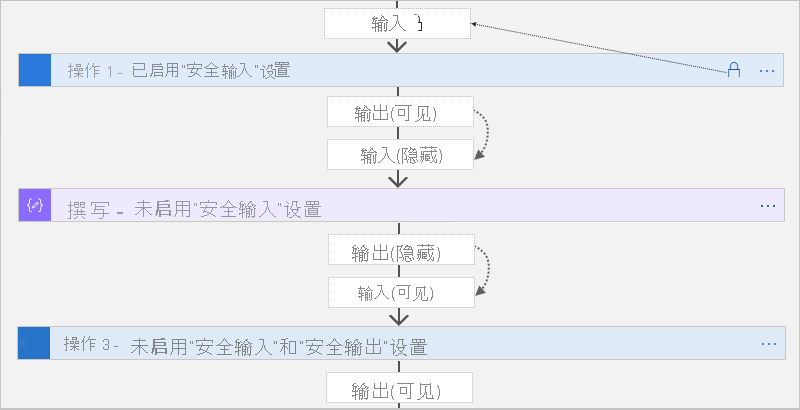 输入
操作 1 - 已启用"安全输入"设置
输出(可见)
输入(隐藏)
撰写 - 未启用"安全输入"设置
输出(隐藏)
输入(可见)
操作 3 - 未启用"安全输入"和"安全输出"设置
输出(可见)